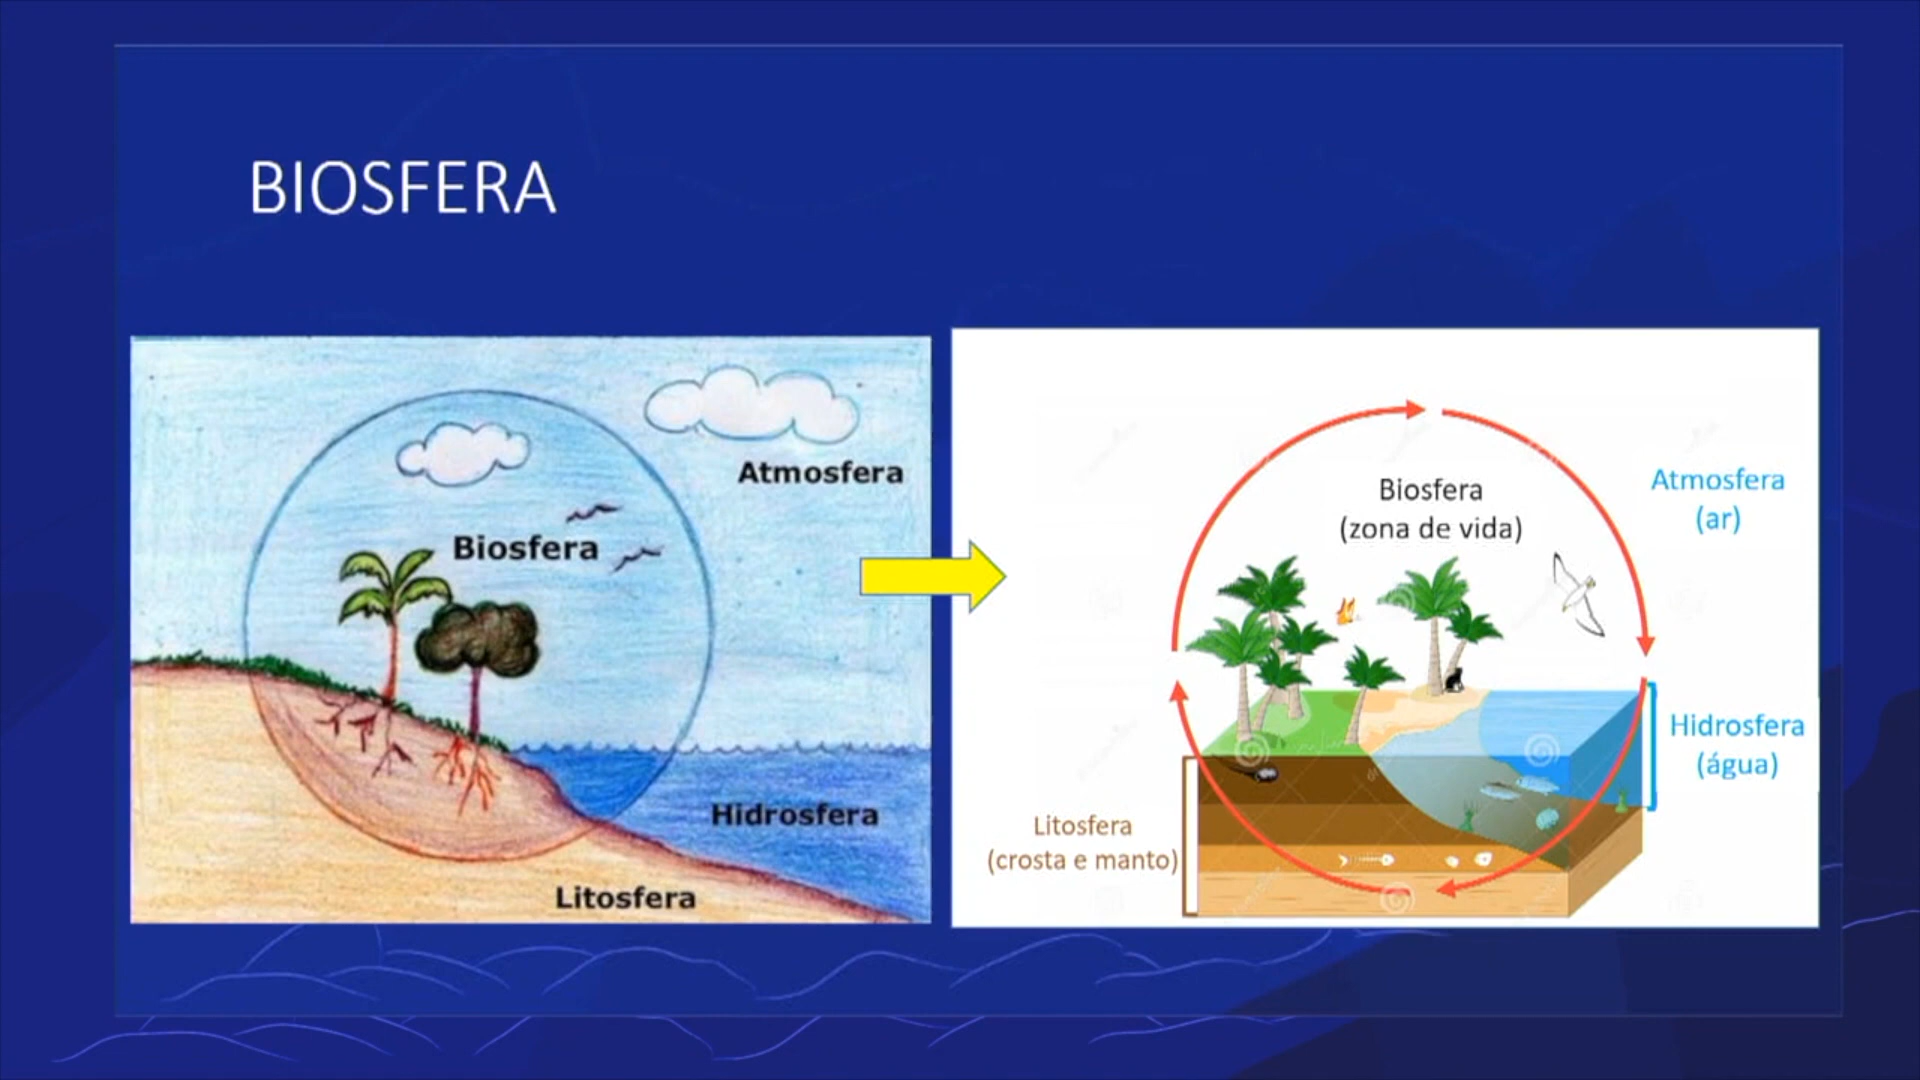 BIOSFERA
Atmosfera
Biosfera
Hidrosfera
Litosfera
Biosfera
(zona de vida)
Atmosfera
(ar)
Hidrosfera
(água)
Litosfera
(crosta e manto)